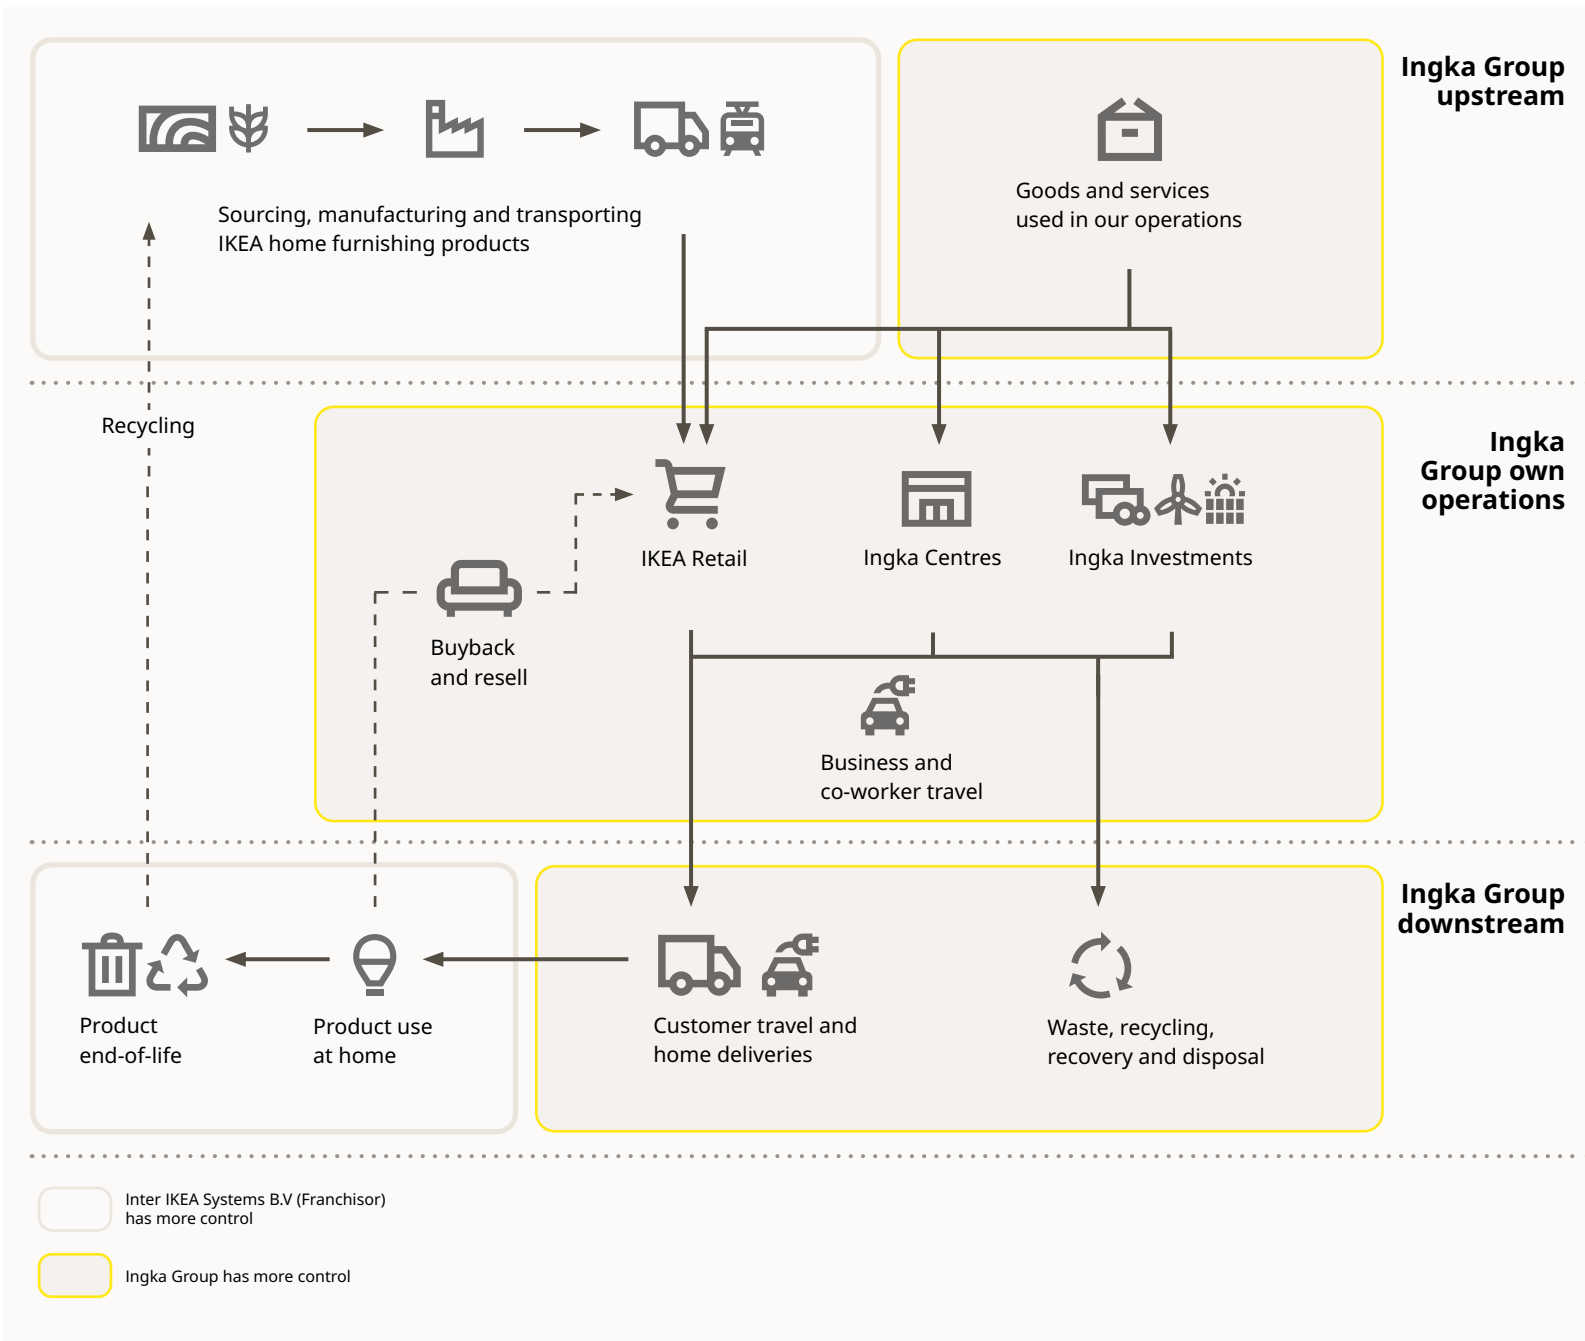 Ingka Group
upstream
Sourcing, manufacturing and transporting
IKEA home furnishing products
Goods and services
used in our operations
Recycling
Ingka
Group own
operations
IKEA Retail
Ingka Centres
Ingka Investments
Buyback
and resell
Business and
co-worker travel
Ingka Group
downstream
Product
end-of-life
Product use
at home
Customer travel and
home deliveries
Waste, recycling,
recovery and disposal
Inter IKEA Systems B.V (Franchisor)
has more control
Ingka Group has more control